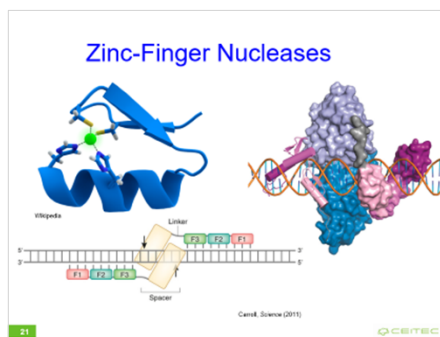 Zinc-Finger Nucleases
Wikipedia
Linker
F3 F2 F1
5' 3'
3' 5'
F1 F2 F3
Spacer
Carroll, Science (2011)
21
CEITEC